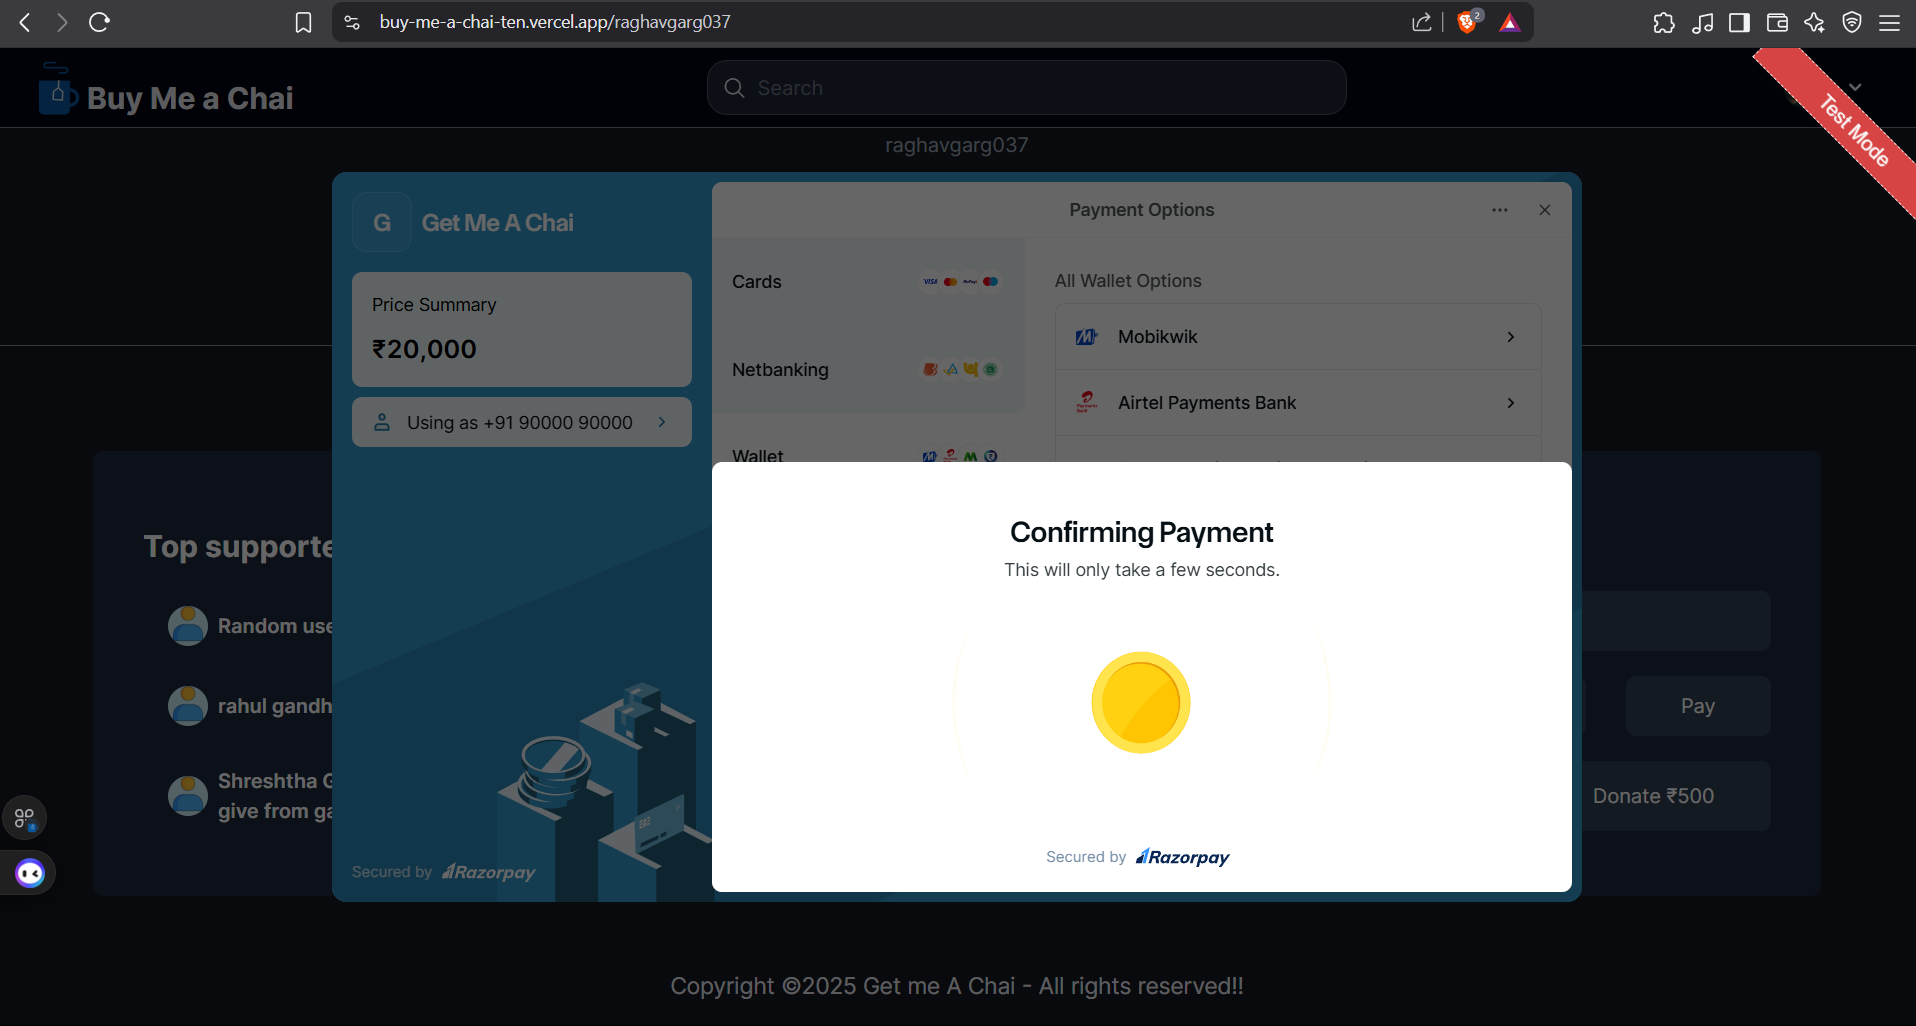 buy-me-a-chai-ten.vercel.app/raghavgarg037
2
Buy Me a Chai
Search
Test Mode
raghavgarg037
G
Get Me A Chai
Payment Options
Price Summary
₹20,000
Using as +91 90000 90000
Cards
VISA
Netbanking
Wallet
All Wallet Options
Mobikwik
Airtel Payments Bank
Confirming Payment
This will only take a few seconds.
Secured by Razorpay
Top supporte
Random use
rahul gandh
Shreshtha G
give from ga
Pay
Donate ₹500
Secured by Razorpay
Copyright ©2025 Get me A Chai - All rights reserved!!